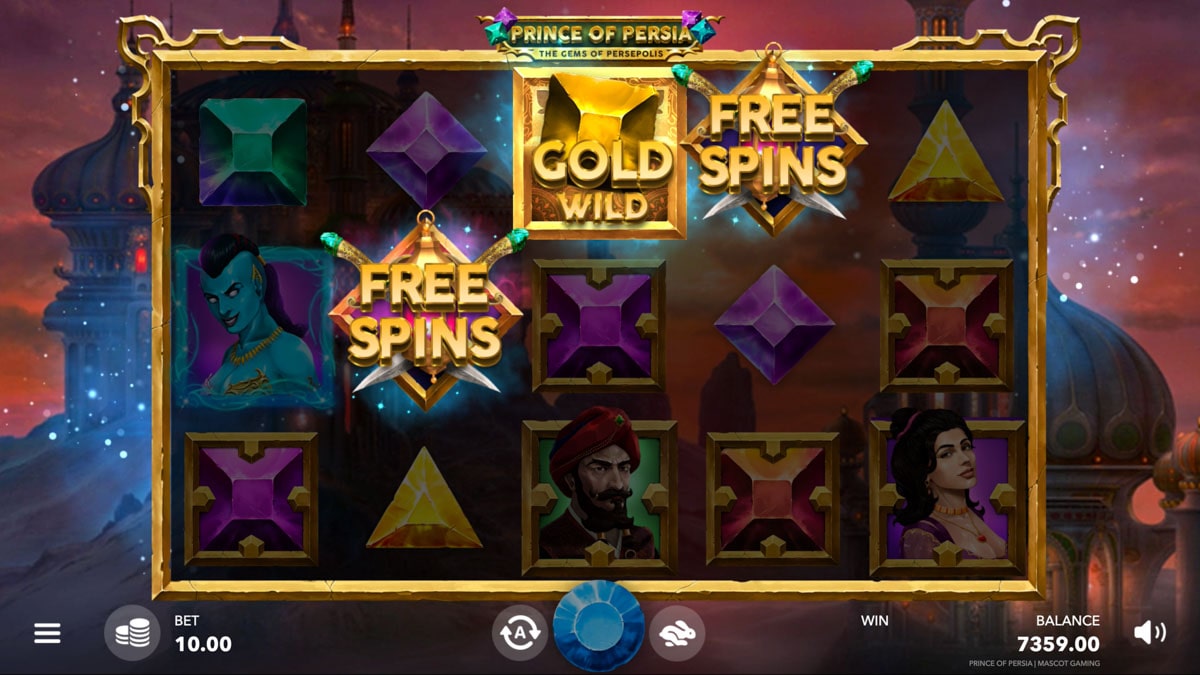 PRINCE OF PERSIA
THE GEMS OF PERSEPOLIS
GOLD
WILD
FREE
SPINS
FREE
SPINS
BET
10.00
A
WIN
BALANCE
7359.00
PRINCE OF PERSIA | MASCOT GAMING